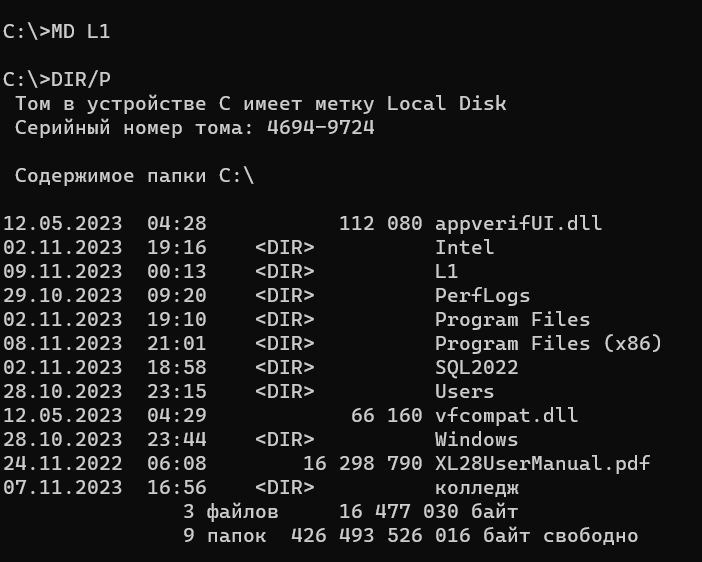 C:\>MD L1
C:\>DIR/P
Том в устройстве C имеет метку Local Disk
Серийный номер тома: 4694-9724
Содержимое папки C:\
12.05.2023  04:28           112 080 appverifUI.dll
02.11.2023  19:16    <DIR>          Intel
09.11.2023  00:13    <DIR>          L1
29.10.2023  09:20    <DIR>          PerfLogs
02.11.2023  19:10    <DIR>          Program Files
08.11.2023  21:01    <DIR>          Program Files (x86)
02.11.2023  18:58    <DIR>          SQL2022
28.10.2023  23:15    <DIR>          Users
12.05.2023  04:29            66 160 vfcompat.dll
28.10.2023  23:44    <DIR>          Windows
24.11.2022  06:08        16 298 790 XL28UserManual.pdf
07.11.2023  16:56    <DIR>          колледж
3 файлов     16 477 030 байт
9 папок  426 493 526 016 байт свободно